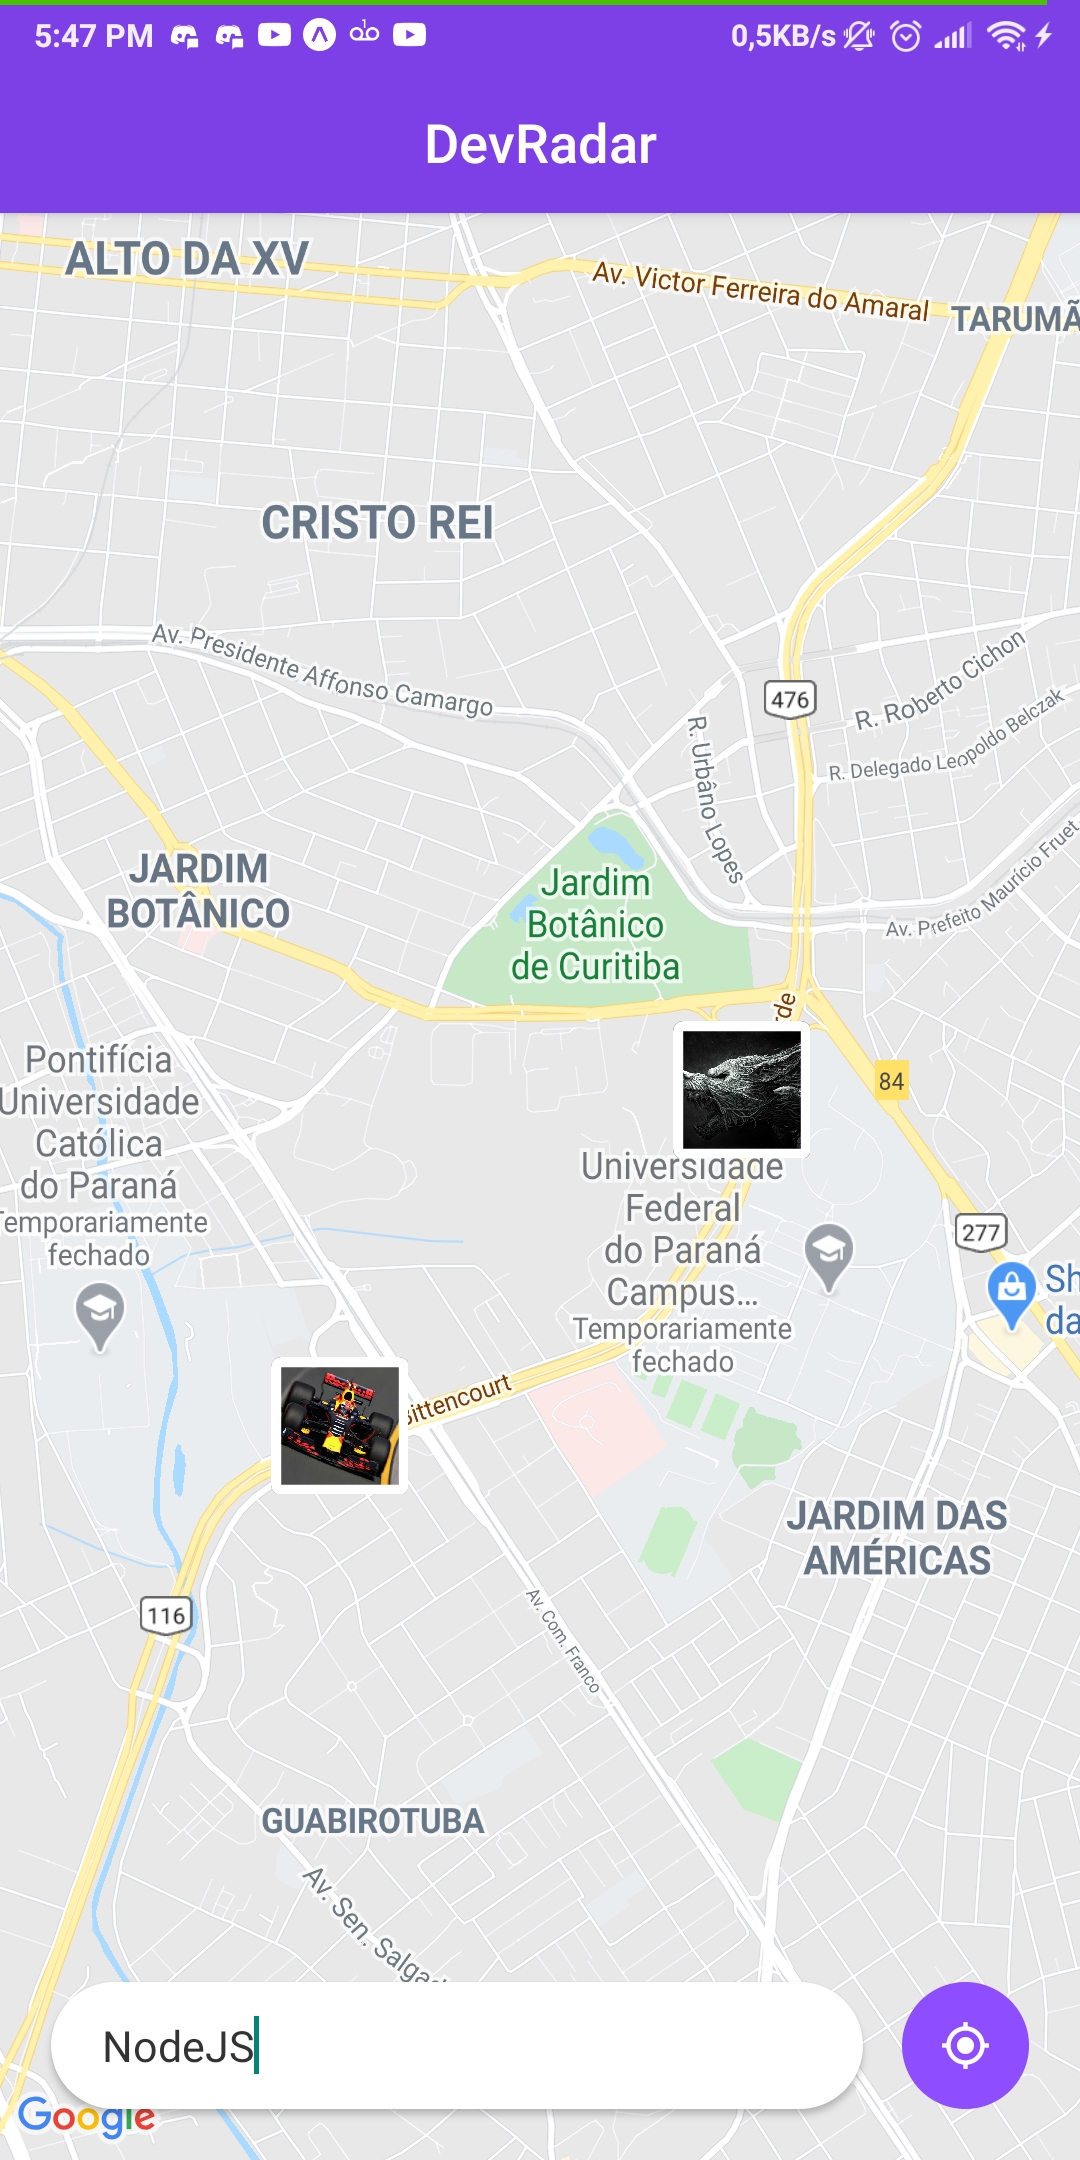 5:47 PM
0,5KB/s
DevRadar
ALTO DA XV
Av. Victor Ferreira do Amaral
TARUMÃ
CRISTO REI
Av. Presidente Affonso Camargo
476
R. Roberto Cichon
R. Urbâno Lopes
R. Delegado Leopoldo Belczak
Av. Prefeito Maurício Fruet
JARDIM
BOTÂNICO
Jardim
Botânico
de Curitiba
rde
84
Pontifícia
Universidade
Católica
do Paraná
Temporariamente
fechado
Universidade
Federal
do Paraná
Campus...
Temporariamente
fechado
277
Sh
da
Bittencourt
JARDIM DAS
AMÉRICAS
116
Av. Com. Franco
GUABIROTUBA
Av. Sen. Salgad
NodeJS
Google